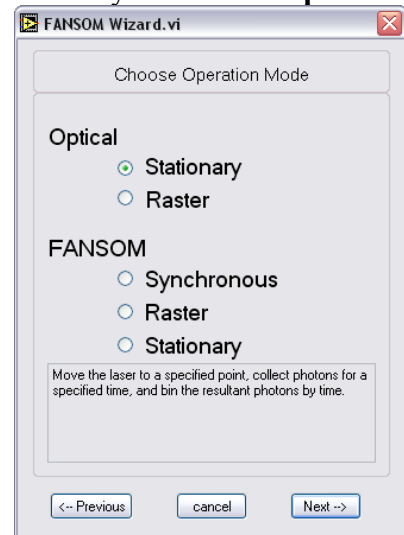 FANSOM Wizard.vi
Choose Operation Mode
Optical
Stationary
Raster
FANSOM
Synchronous
Raster
Stationary
Move the laser to a specified point, collect photons for a
specified time, and bin the resultant photons by time.
<-- Previous cancel Next -->